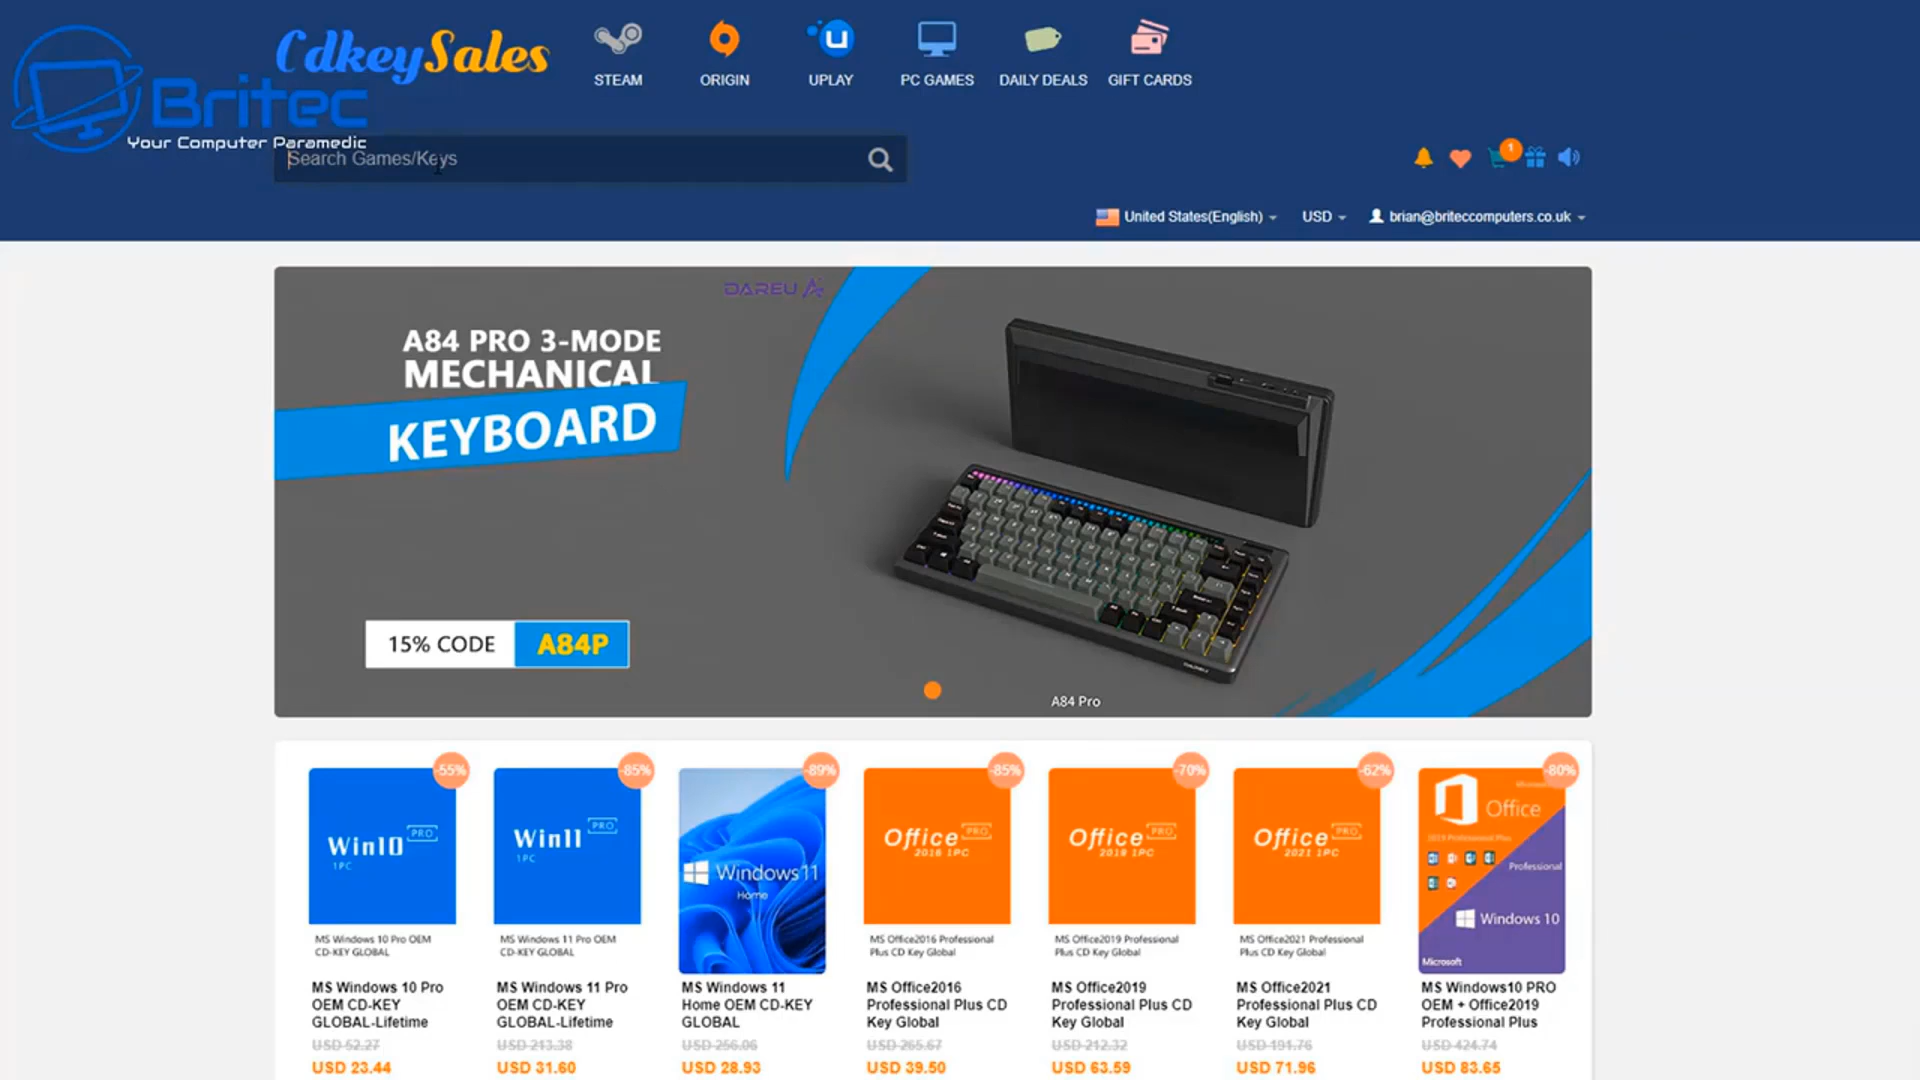 CdkeySales
STEAM
ORIGIN
UPLAY
PC GAMES
DAILY DEALS
GIFT CARDS
Britec
Your Computer Paramedic
Search Games/Keys
1
United States(English)
USD
brian@briteccomputers.co.uk
DAREU
A84 PRO 3-MODE
MECHANICAL
KEYBOARD
15% CODE A84P
A84 Pro
-55%
-85%
-89%
-85%
-70%
-62%
-80%
Win10 PRO
1PC
MS Windows 10 Pro OEM
CD-KEY GLOBAL
Win11 PRO
1PC
MS Windows 11 Pro OEM
CD-KEY GLOBAL
Windows 11
Home
Office PRO
2016 1PC
MS Office2016 Professional
Plus CD Key Global
Office PRO
2019 1PC
MS Office2019 Professional
Plus CD Key Global
Office PRO
2021 1PC
MS Office2021 Professional
Plus CD Key Global
Office
2019 Professional Plus
Professional
Windows 10
Microsoft
MS Windows 10 Pro
OEM CD-KEY
GLOBAL-Lifetime
USD 52.27
USD 23.44
MS Windows 11 Pro
OEM CD-KEY
GLOBAL-Lifetime
USD 213.38
USD 31.60
MS Windows 11
Home OEM CD-KEY
GLOBAL
USD 256.06
USD 28.93
MS Office2016
Professional Plus CD
Key Global
USD 265.67
USD 39.50
MS Office2019
Professional Plus CD
Key Global
USD 212.32
USD 63.59
MS Office2021
Professional Plus CD
Key Global
USD 191.76
USD 71.96
MS Windows10 PRO
OEM + Office2019
Professional Plus
USD 424.74
USD 83.65